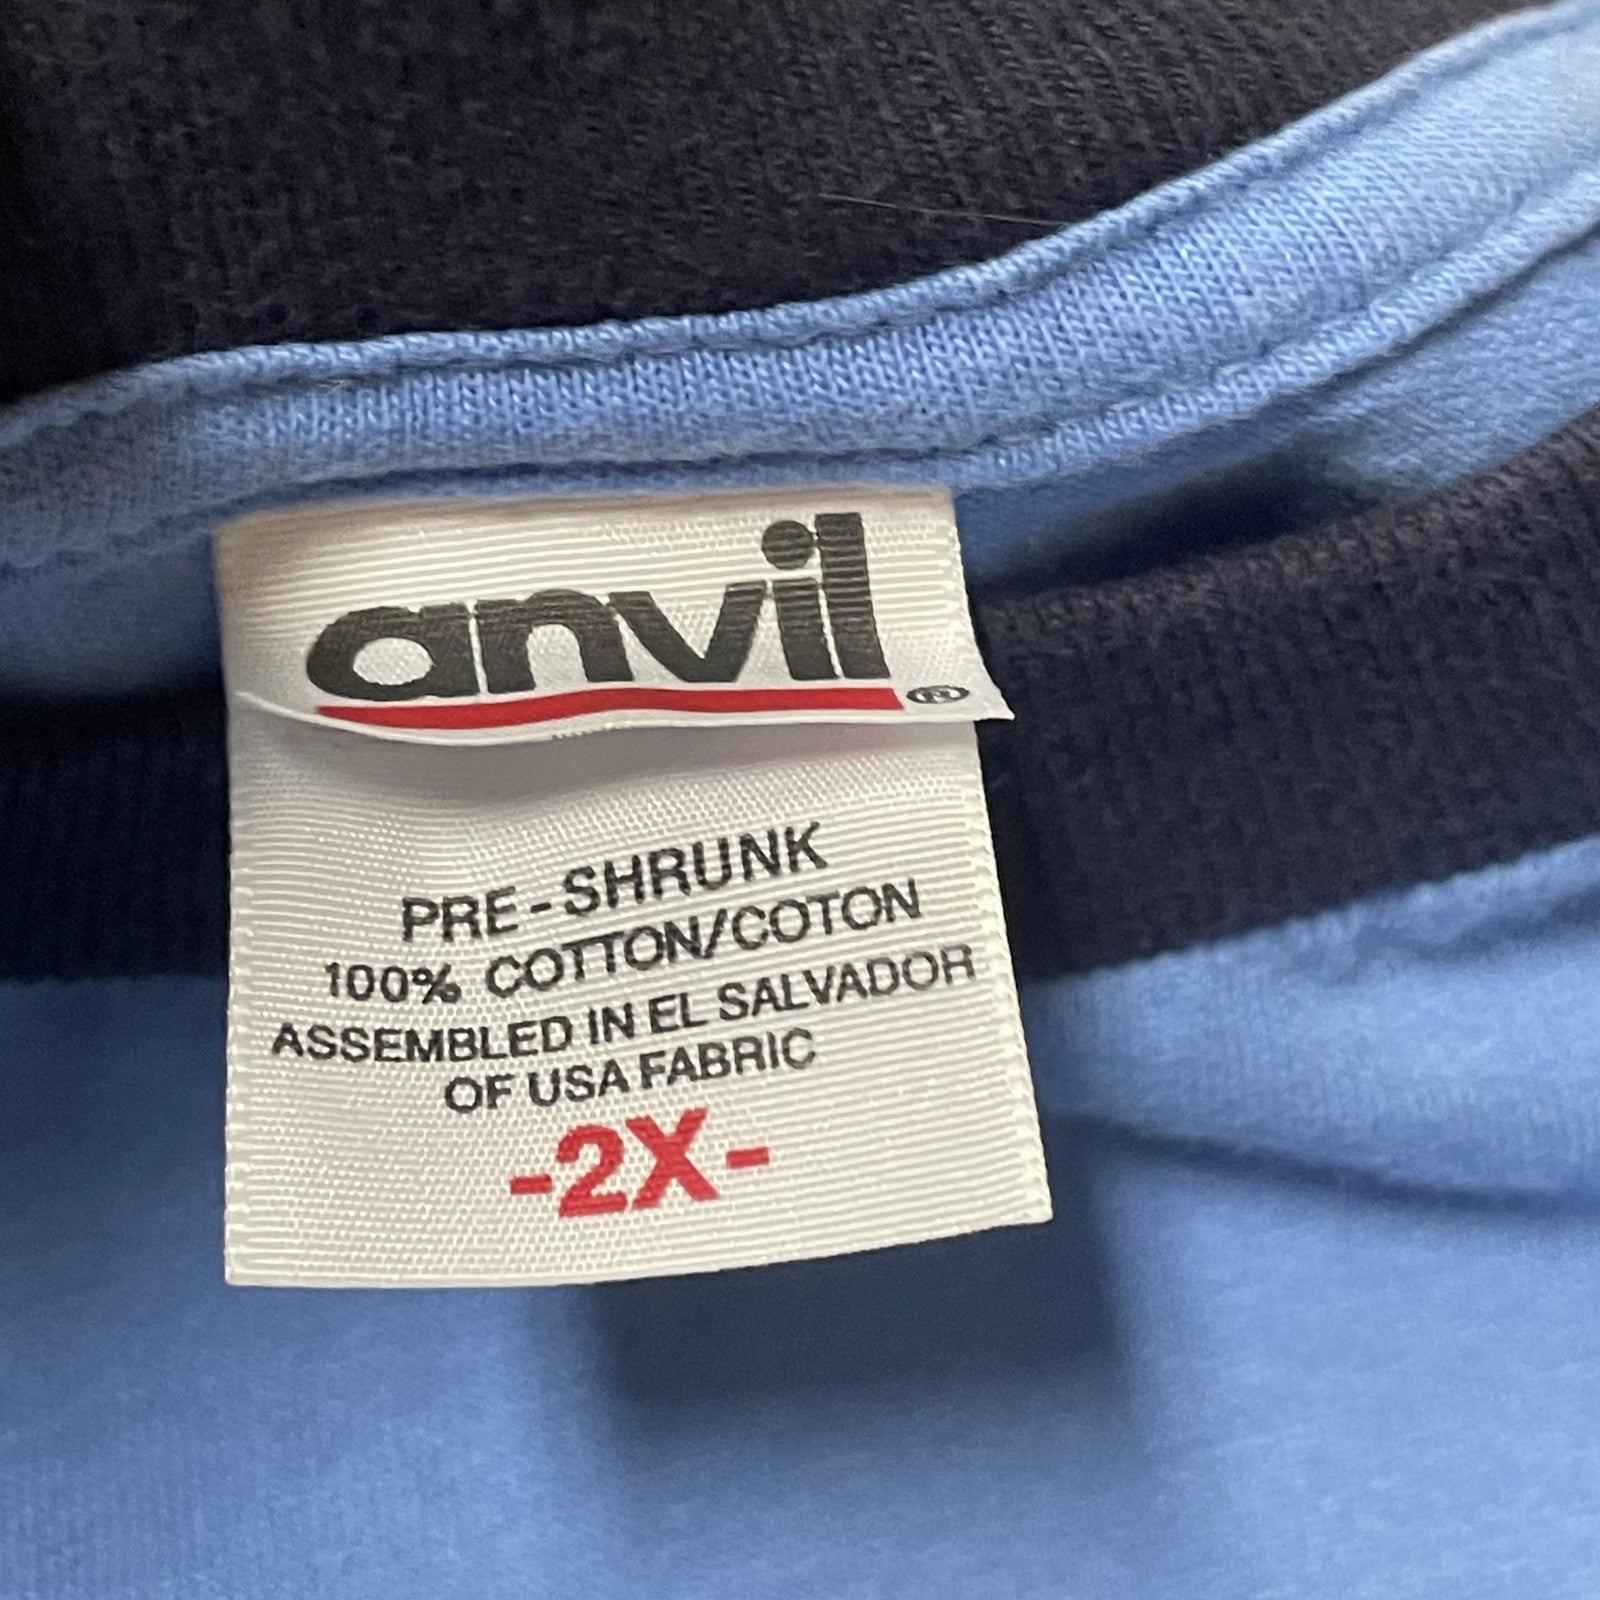 anvil®
PRE-SHRUNK
100% COTTON/COTON
ASSEMBLED IN EL SALVADOR
OF USA FABRIC
-2X-